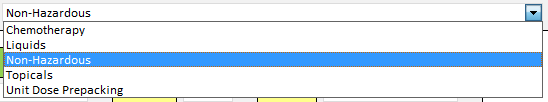 Non-Hazardous
Chemotherapy
Liquids
Non-Hazardous
Topicals
Unit Dose Prepacking